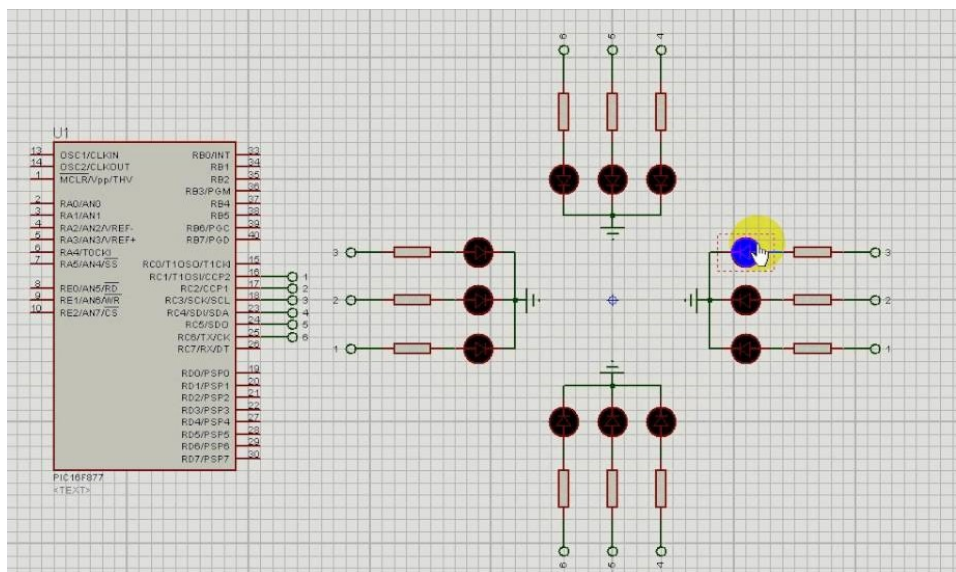 6 5 4
U1
13 OSC1/CLKIN RB0/INT 33
14 OSC2/CLKOUT RB1 34
1 MCLR/Vpp/THV RB2 35
RB3/PGM 36
2 RA0/AN0 RB4 37
3 RA1/AN1 RB5 38
4 RA2/AN2/VREF- RB6/PGC 39
5 RA3/AN3/VREF+ RB7/PGD 40
6 RA4/T0CKI
7 RA5/AN4/SS RC0/T1OSO/T1CKI 15
RC1/T1OSI/CCP2 16 1
8 RE0/AN5/RD RC2/CCP1 17 2
9 RE1/AN6/WR RC3/SCK/SCL 18 3
10 RE2/AN7/CS RC4/SDI/SDA 23 4
RC5/SDO 24 5
RC6/TX/CK 25 6
RC7/RX/DT 26
RD0/PSP0 19
RD1/PSP1 20
RD2/PSP2 21
RD3/PSP3 22
RD4/PSP4 27
RD5/PSP5 28
RD6/PSP6 29
RD7/PSP7 30
PIC16F877
<TEXT>
3 3
2 2
1 1
6 5 4